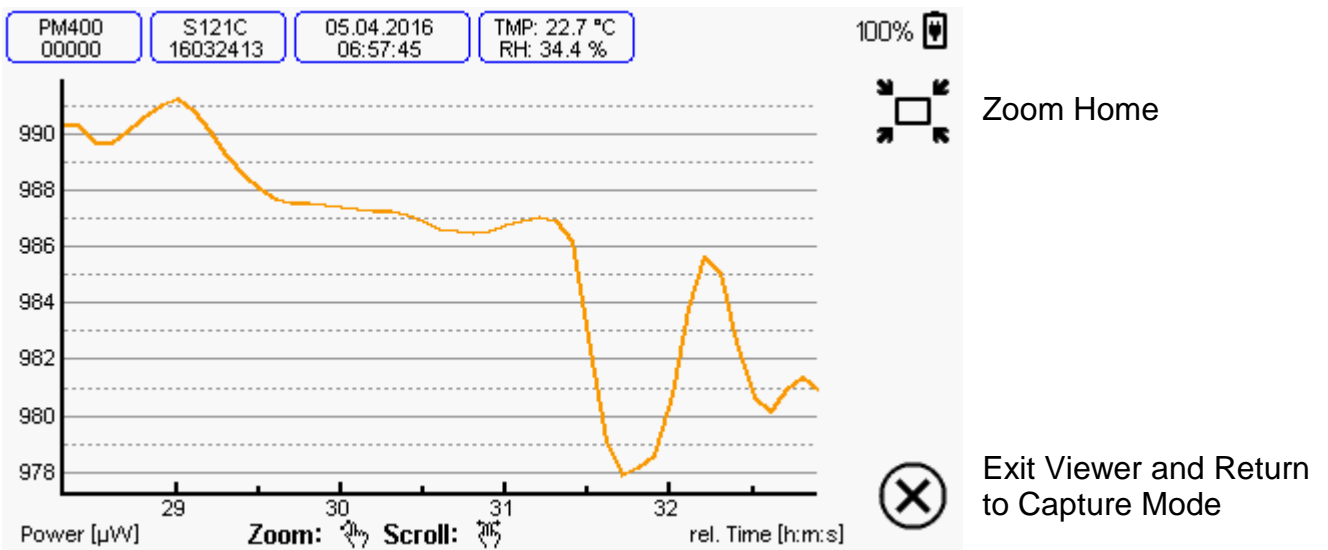 PM400
00000
S121C
16032413
05.04.2016
06:57:45
TMP: 22.7 °C
RH: 34.4 %
100%
Zoom Home
990
988
986
984
982
980
978
29 30 31 32
Power [µW] Zoom: Scroll: rel. Time [h:m:s]
Exit Viewer and Return
to Capture Mode